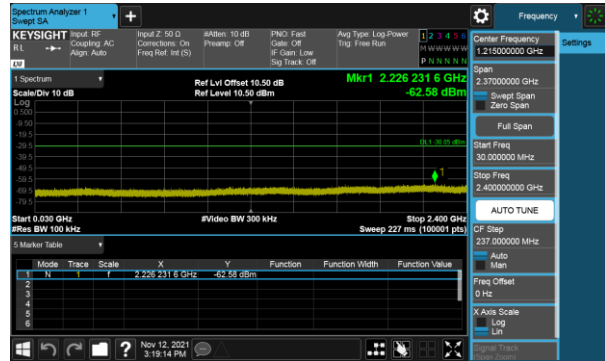 Spectrum Analyzer 1
Swept SA
Frequency
KEYSIGHT
RL
Input: RF
Coupling: AC
Align: Auto
Input Z: 50 Ω
Corrections: On
Freq Ref: Int (S)
#Atten: 10 dB
Preamp: Off
PNO: Fast
Gate: Off
IF Gain: Low
Sig Track: Off
Avg Type: Log-Power
Trig: Free Run
1 2 3 4 5 6
M W W W W W
P N N N N N
LXI
1 Spectrum
Scale/Div 10 dB
Ref Lvl Offset 10.50 dB
Ref Level 10.50 dBm
Mkr1 2.226 231 6 GHz
-62.58 dBm
Log
0.500
-9.50
-19.5
-29.5
DL1 -30.05 dBm
-39.5
-49.5
1
-59.5
-69.5
-79.5
Start 0.030 GHz
#Video BW 300 kHz
Stop 2.400 GHz
#Res BW 100 kHz
Sweep 227 ms (100001 pts)
5 Marker Table
Mode Trace Scale X Y Function Function Width Function Value
1 N 1 f 2.226 231 6 GHz -62.58 dBm
2
3
4
5
6
Center Frequency
1.215000000 GHz
Settings
Span
2.37000000 GHz
Swept Span
Zero Span
Full Span
Start Freq
30.000000 MHz
Stop Freq
2.400000000 GHz
AUTO TUNE
CF Step
237.000000 MHz
Auto
Man
Freq Offset
0 Hz
X Axis Scale
Log
Lin
Signal Track
(Span Zoom)
?
Nov 12, 2021
3:19:14 PM